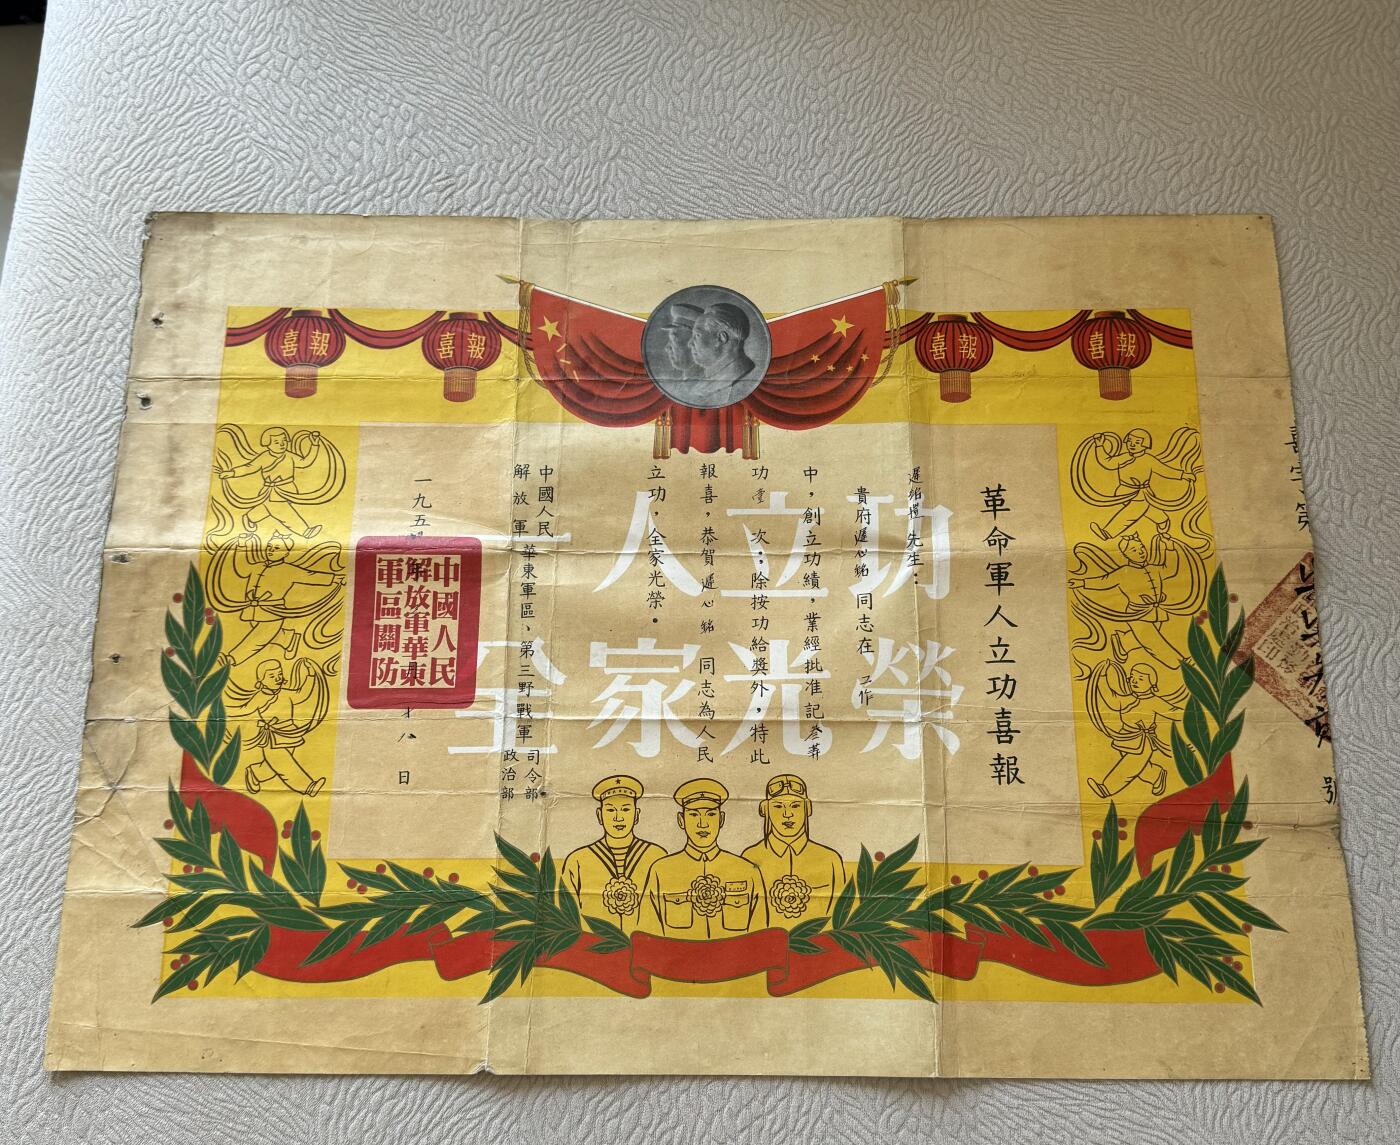 喜報
喜報
喜報
喜報
革命軍人立功喜報
遲紹禮 先生：
貴府遲心銘 同志在 工作
中，創立功績，業經批准記叁等
功壹 次；除按功給獎外，特此
報喜，恭賀遲心銘 同志為人民
立功，全家光榮。
中國人民
解放軍
華東軍區、第三野戰軍
司令部
政治部
一九五 月 十八日
一人立功
全家光榮
中國人民
解放軍華東
軍區關防
喜字第
號